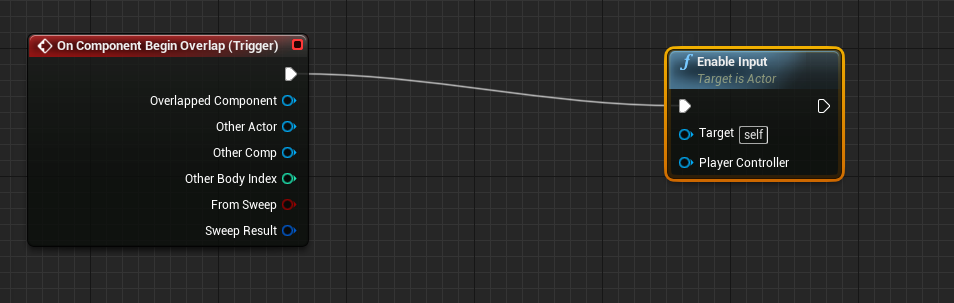 On Component Begin Overlap (Trigger)
Overlapped Component
Other Actor
Other Comp
Other Body Index
From Sweep
Sweep Result
f Enable Input
Target is Actor
Target self
Player Controller